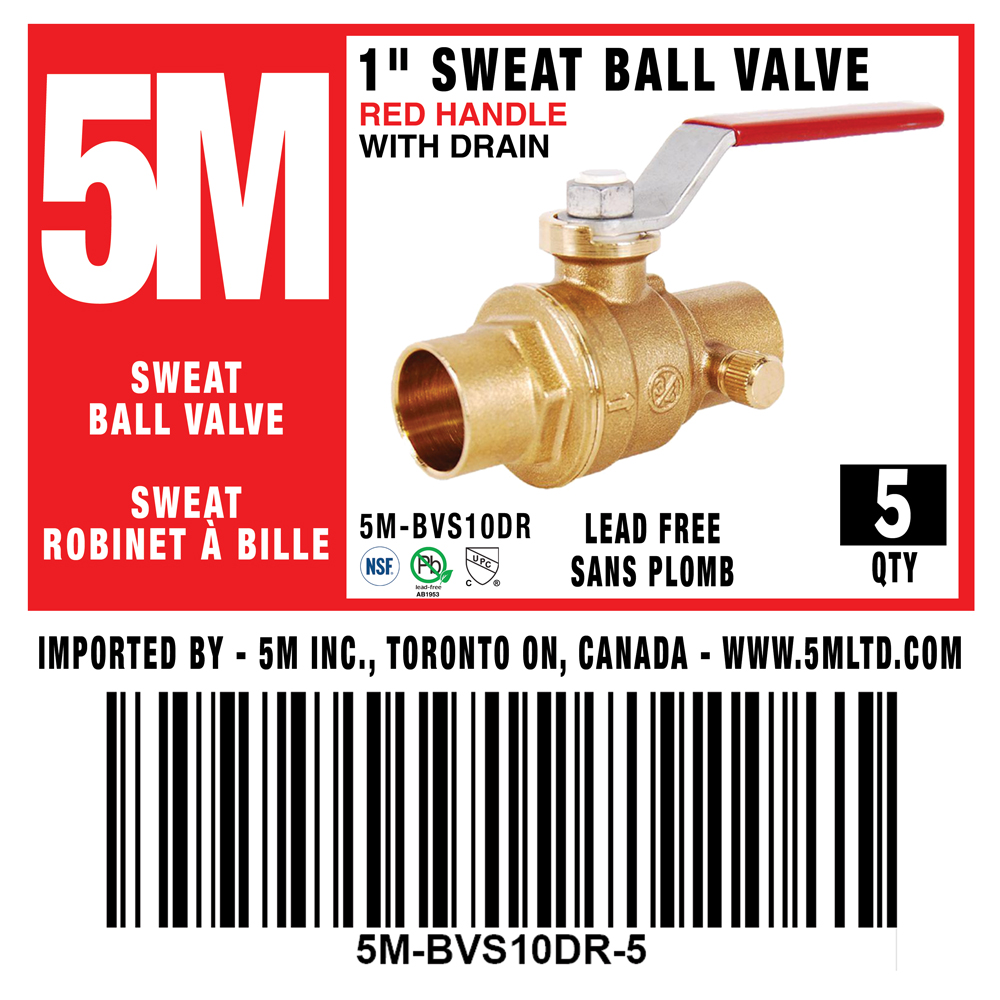 5M
SWEAT
BALL VALVE
SWEAT
ROBINET À BILLE
1" SWEAT BALL VALVE
RED HANDLE
WITH DRAIN
5M-BVS10DR
NSF.
Pb
lead-free
AB1953
UPC
C ®
LEAD FREE
SANS PLOMB
5
QTY
IMPORTED BY - 5M INC., TORONTO ON, CANADA - WWW.5MLTD.COM
5M-BVS10DR-5